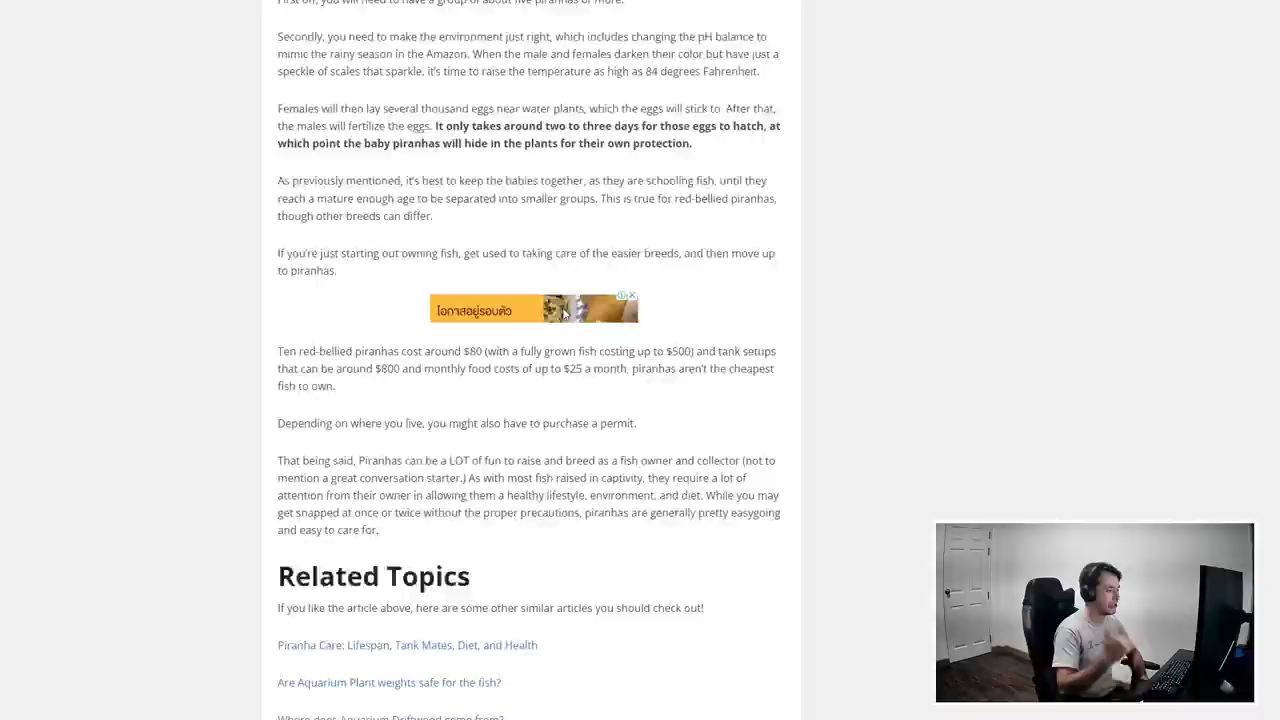 First off, you will need to have a group of about five piranhas or more.
Secondly, you need to make the environment just right, which includes changing the pH balance to
mimic the rainy season in the Amazon. When the male and females darken their color but have just a
speckle of scales that sparkle, it's time to raise the temperature as high as 84 degrees Fahrenheit.
Females will then lay several thousand eggs near water plants, which the eggs will stick to. After that,
the males will fertilize the eggs. It only takes around two to three days for those eggs to hatch, at
which point the baby piranhas will hide in the plants for their own protection.
As previously mentioned, it's best to keep the babies together, as they are schooling fish, until they
reach a mature enough age to be separated into smaller groups. This is true for red-bellied piranhas,
though other breeds can differ.
If you're just starting out owning fish, get used to taking care of the easier breeds, and then move up
to piranhas.
โอกาสอยู่รอบตัว
Ten red-bellied piranhas cost around $80 (with a fully grown fish costing up to $500) and tank setups
that can be around $800 and monthly food costs of up to $25 a month, piranhas aren't the cheapest
fish to own.
Depending on where you live, you might also have to purchase a permit.
That being said, Piranhas can be a LOT of fun to raise and breed as a fish owner and collector (not to
mention a great conversation starter.) As with most fish raised in captivity, they require a lot of
attention from their owner in allowing them a healthy lifestyle, environment, and diet. While you may
get snapped at once or twice without the proper precautions, piranhas are generally pretty easygoing
and easy to care for.
Related Topics
If you like the article above, here are some other similar articles you should check out!
Piranha Care: Lifespan, Tank Mates, Diet, and Health
Are Aquarium Plant weights safe for the fish?
Where does Aquarium Driftwood come from?